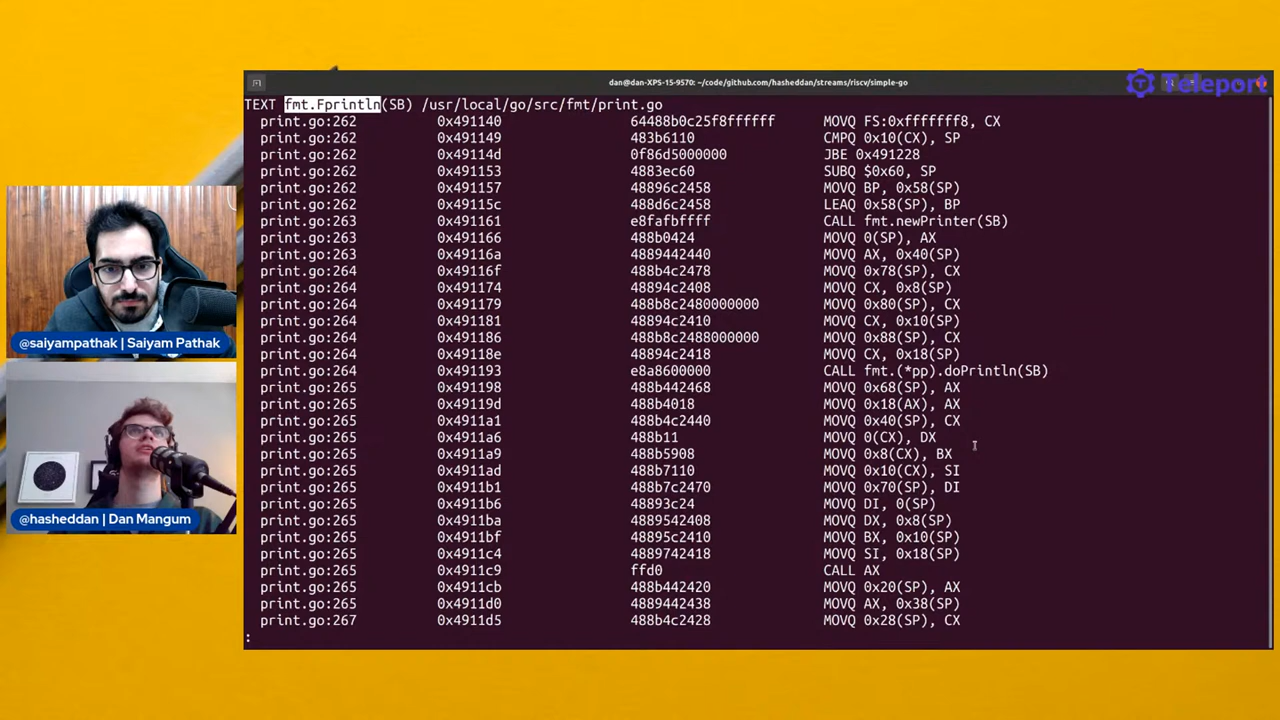 dan@dan-XPS-15-9570: ~/code/github.com/hasheddan/streams/riscv/simple-go
Teleport
TEXT fmt.Fprintln(SB) /usr/local/go/src/fmt/print.go
print.go:262 0x491140 64488b0c25f8ffffff MOVQ FS:0xfffffff8, CX
print.go:262 0x491149 483b6110 CMPQ 0x10(CX), SP
print.go:262 0x49114d 0f86d5000000 JBE 0x491228
print.go:262 0x491153 4883ec60 SUBQ $0x60, SP
print.go:262 0x491157 48896c2458 MOVQ BP, 0x58(SP)
print.go:262 0x49115c 488d6c2458 LEAQ 0x58(SP), BP
print.go:263 0x491161 e8fafbffff CALL fmt.newPrinter(SB)
print.go:263 0x491166 488b0424 MOVQ 0(SP), AX
print.go:263 0x49116a 4889442440 MOVQ AX, 0x40(SP)
print.go:264 0x49116f 488b4c2478 MOVQ 0x78(SP), CX
print.go:264 0x491174 48894c2408 MOVQ CX, 0x8(SP)
print.go:264 0x491179 488b8c2480000000 MOVQ 0x80(SP), CX
print.go:264 0x491181 48894c2410 MOVQ CX, 0x10(SP)
print.go:264 0x491186 488b8c2488000000 MOVQ 0x88(SP), CX
print.go:264 0x49118e 48894c2418 MOVQ CX, 0x18(SP)
print.go:264 0x491193 e8a8600000 CALL fmt.(*pp).doPrintln(SB)
print.go:265 0x491198 488b442468 MOVQ 0x68(SP), AX
print.go:265 0x49119d 488b4018 MOVQ 0x18(AX), AX
print.go:265 0x4911a1 488b4c2440 MOVQ 0x40(SP), CX
print.go:265 0x4911a6 488b11 MOVQ 0(CX), DX
print.go:265 0x4911a9 488b5908 MOVQ 0x8(CX), BX
print.go:265 0x4911ad 488b7110 MOVQ 0x10(CX), SI
print.go:265 0x4911b1 488b7c2470 MOVQ 0x70(SP), DI
print.go:265 0x4911b6 48893c24 MOVQ DI, 0(SP)
print.go:265 0x4911ba 4889542408 MOVQ DX, 0x8(SP)
print.go:265 0x4911bf 48895c2410 MOVQ BX, 0x10(SP)
print.go:265 0x4911c4 4889742418 MOVQ SI, 0x18(SP)
print.go:265 0x4911c9 ffd0 CALL AX
print.go:265 0x4911cb 488b442420 MOVQ 0x20(SP), AX
print.go:265 0x4911d0 4889442438 MOVQ AX, 0x38(SP)
print.go:267 0x4911d5 488b4c2428 MOVQ 0x28(SP), CX
:
@saiyampathak | Saiyam Pathak
@hasheddan | Dan Mangum